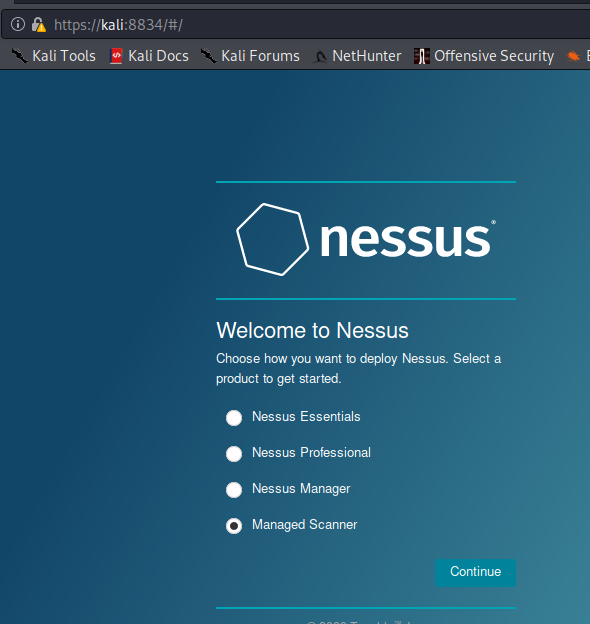 https://kali:8834/#/
Kali Tools Kali Docs Kali Forums NetHunter Offensive Security
nessus®
Welcome to Nessus
Choose how you want to deploy Nessus. Select a
product to get started.
Nessus Essentials
Nessus Professional
Nessus Manager
Managed Scanner
Continue